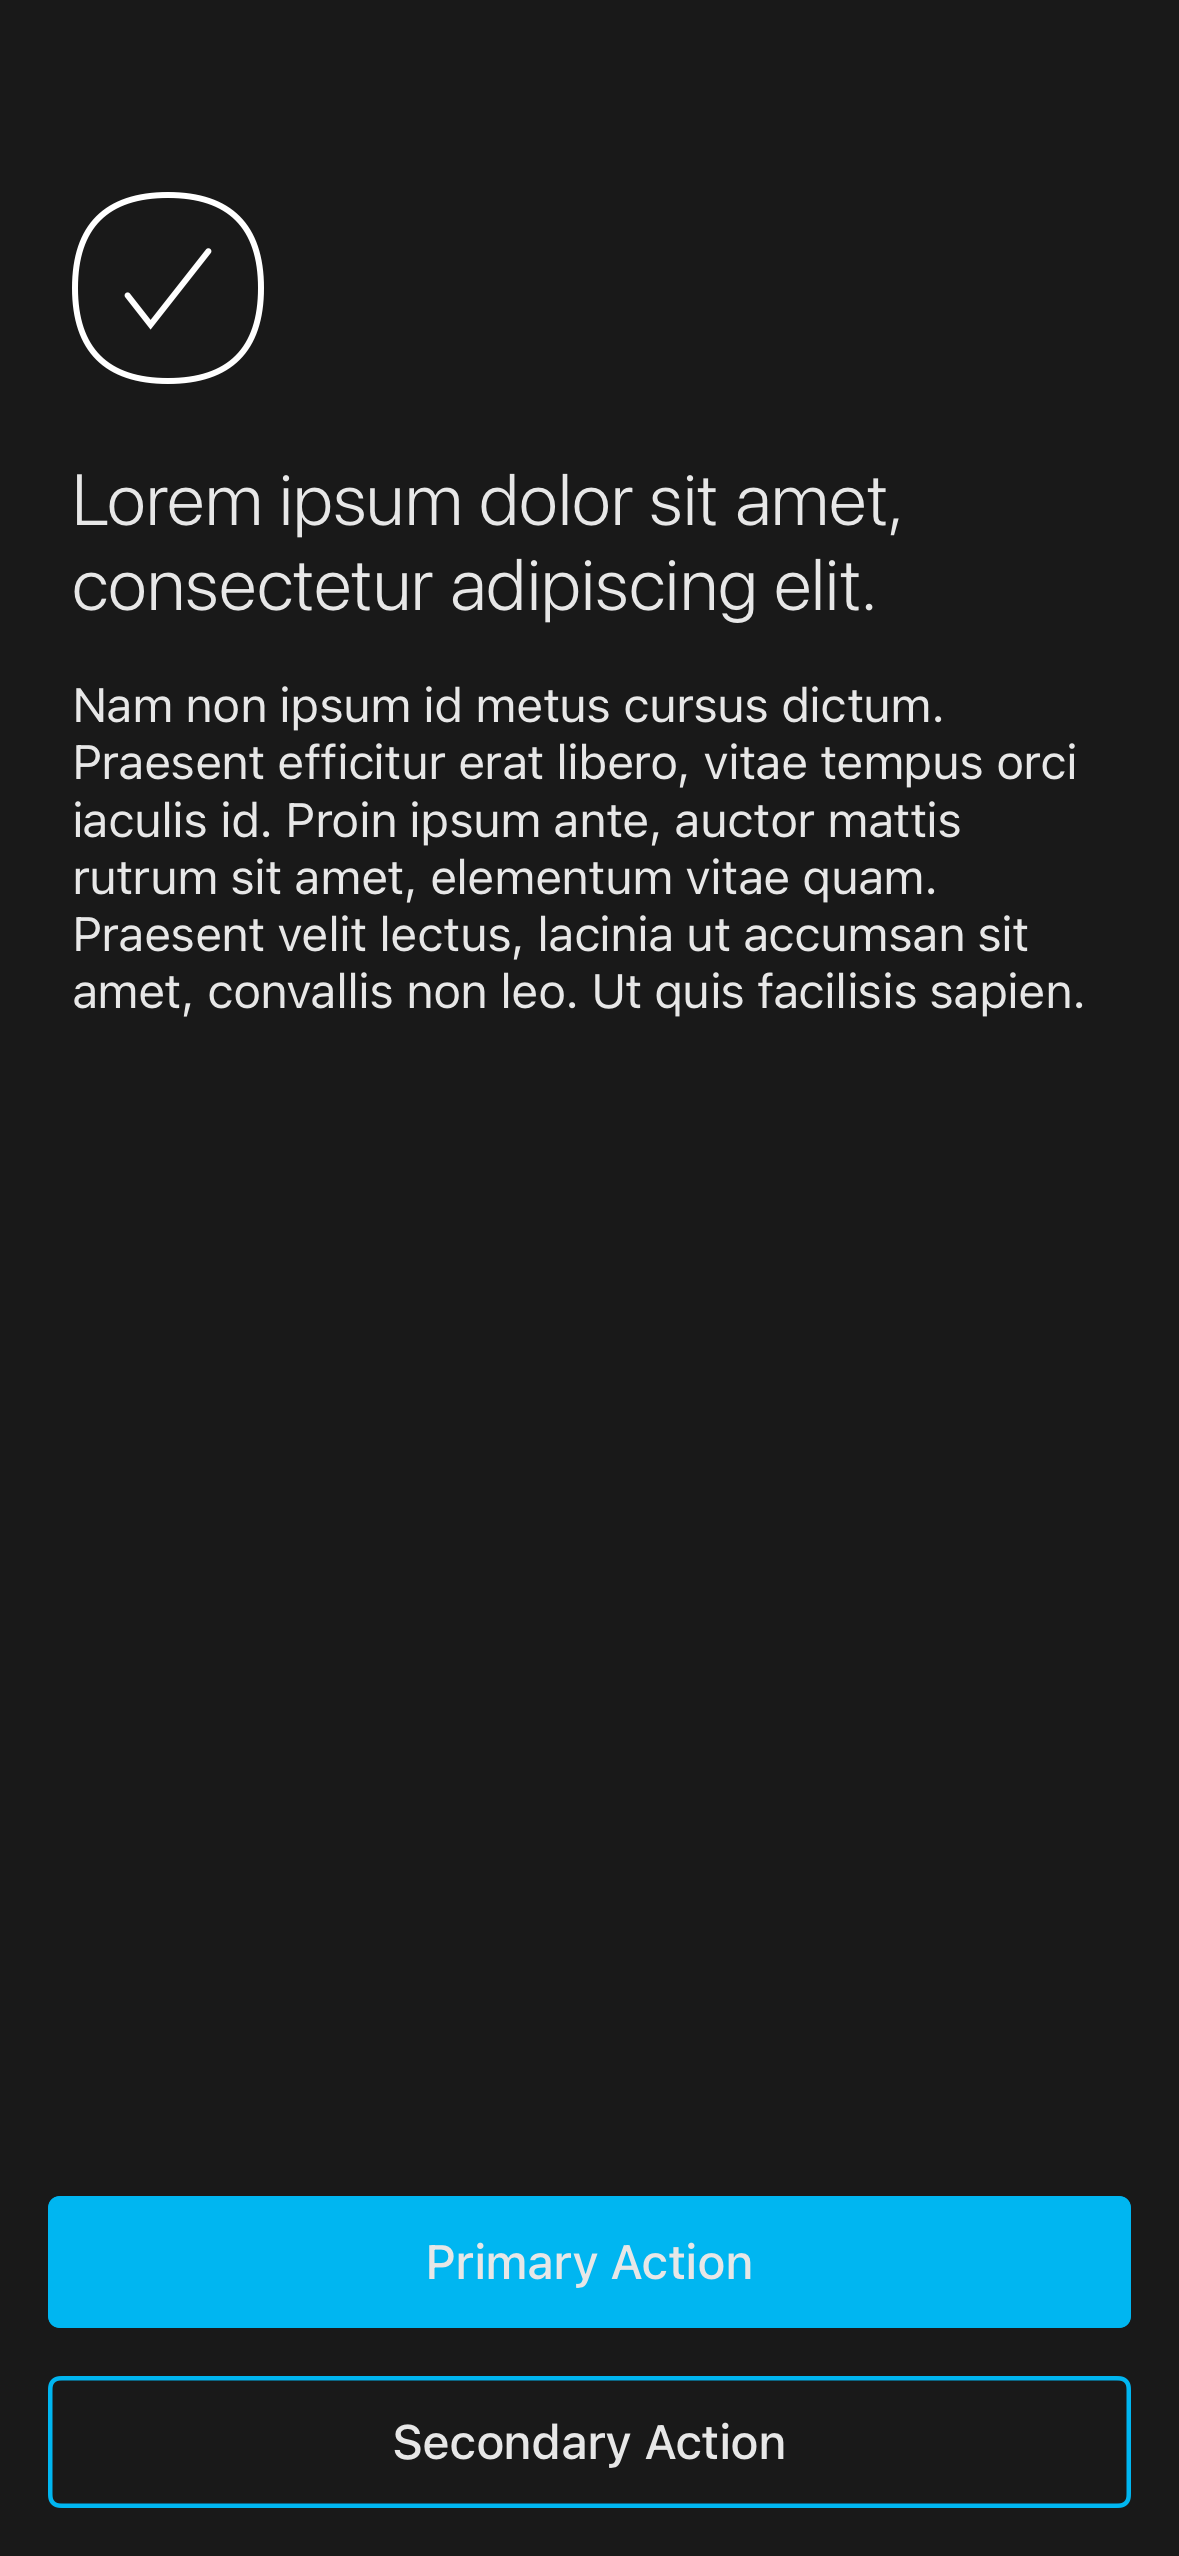 Lorem ipsum dolor sit amet,
consectetur adipiscing elit.
Nam non ipsum id metus cursus dictum.
Praesent efficitur erat libero, vitae tempus orci
iaculis id. Proin ipsum ante, auctor mattis
rutrum sit amet, elementum vitae quam.
Praesent velit lectus, lacinia ut accumsan sit
amet, convallis non leo. Ut quis facilisis sapien.
Primary Action
Secondary Action